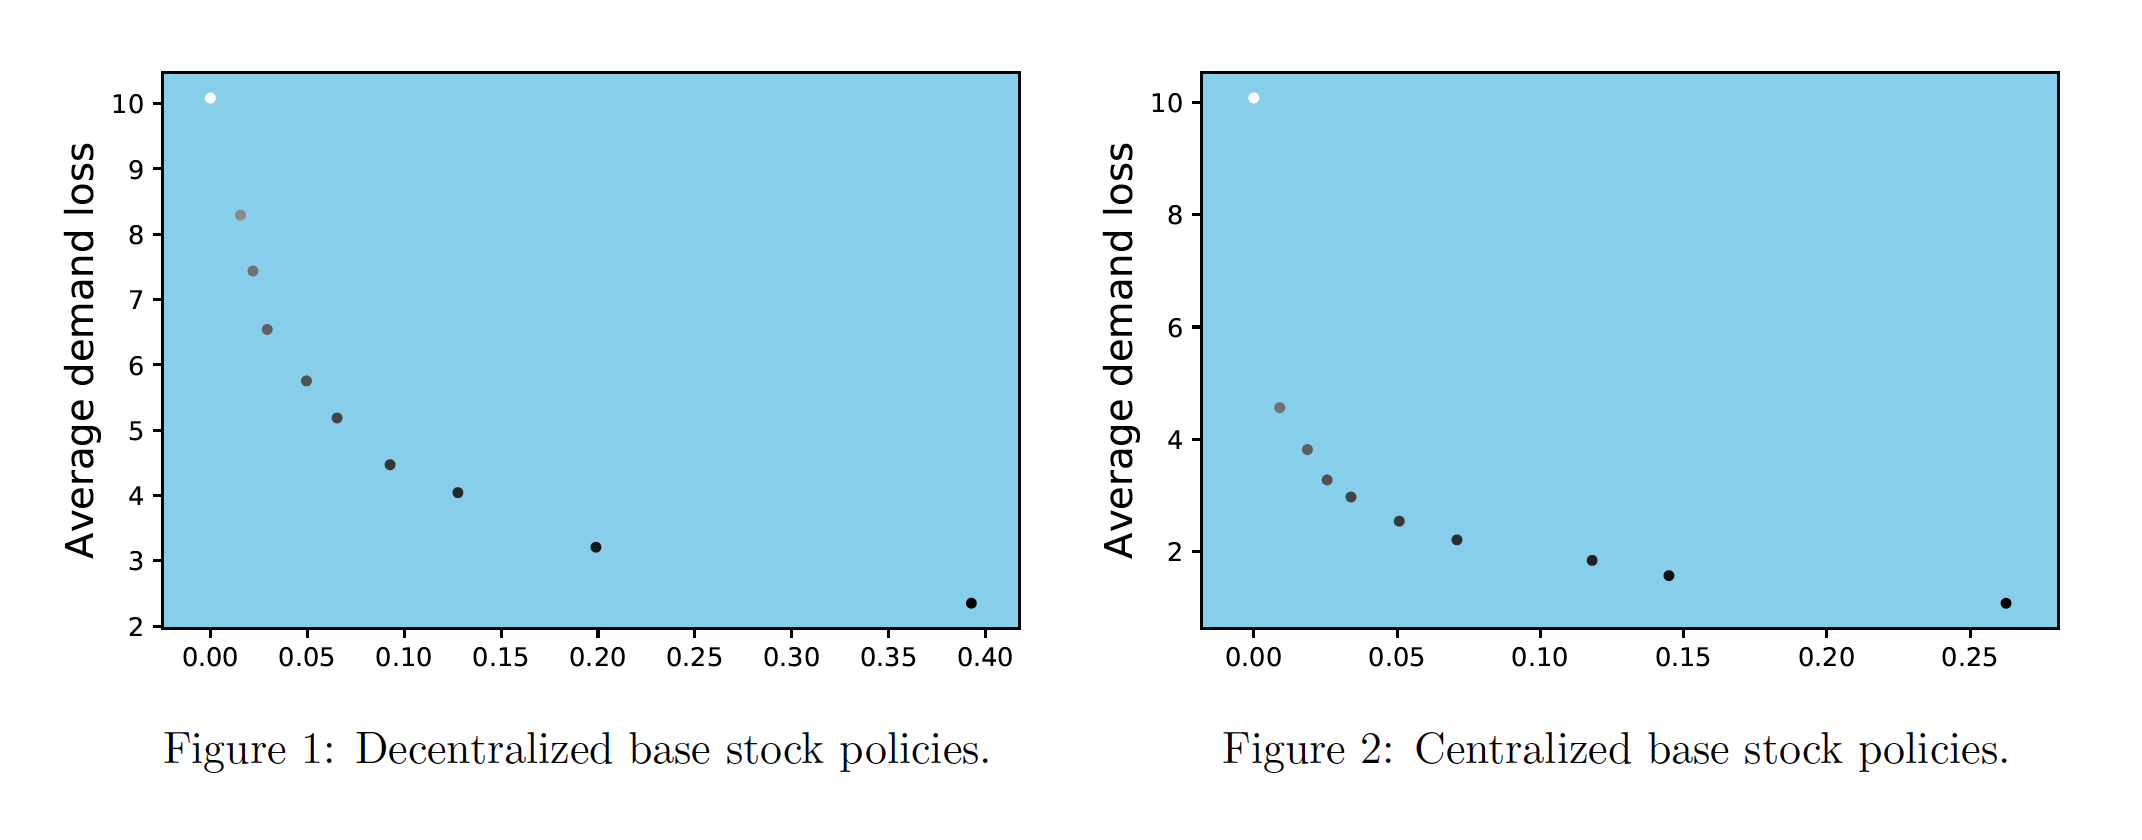 Average demand loss
10
9
8
7
6
5
4
3
2
0.00 0.05 0.10 0.15 0.20 0.25 0.30 0.35 0.40
Figure 1: Decentralized base stock policies.
Average demand loss
10
8
6
4
2
0.00 0.05 0.10 0.15 0.20 0.25
Figure 2: Centralized base stock policies.